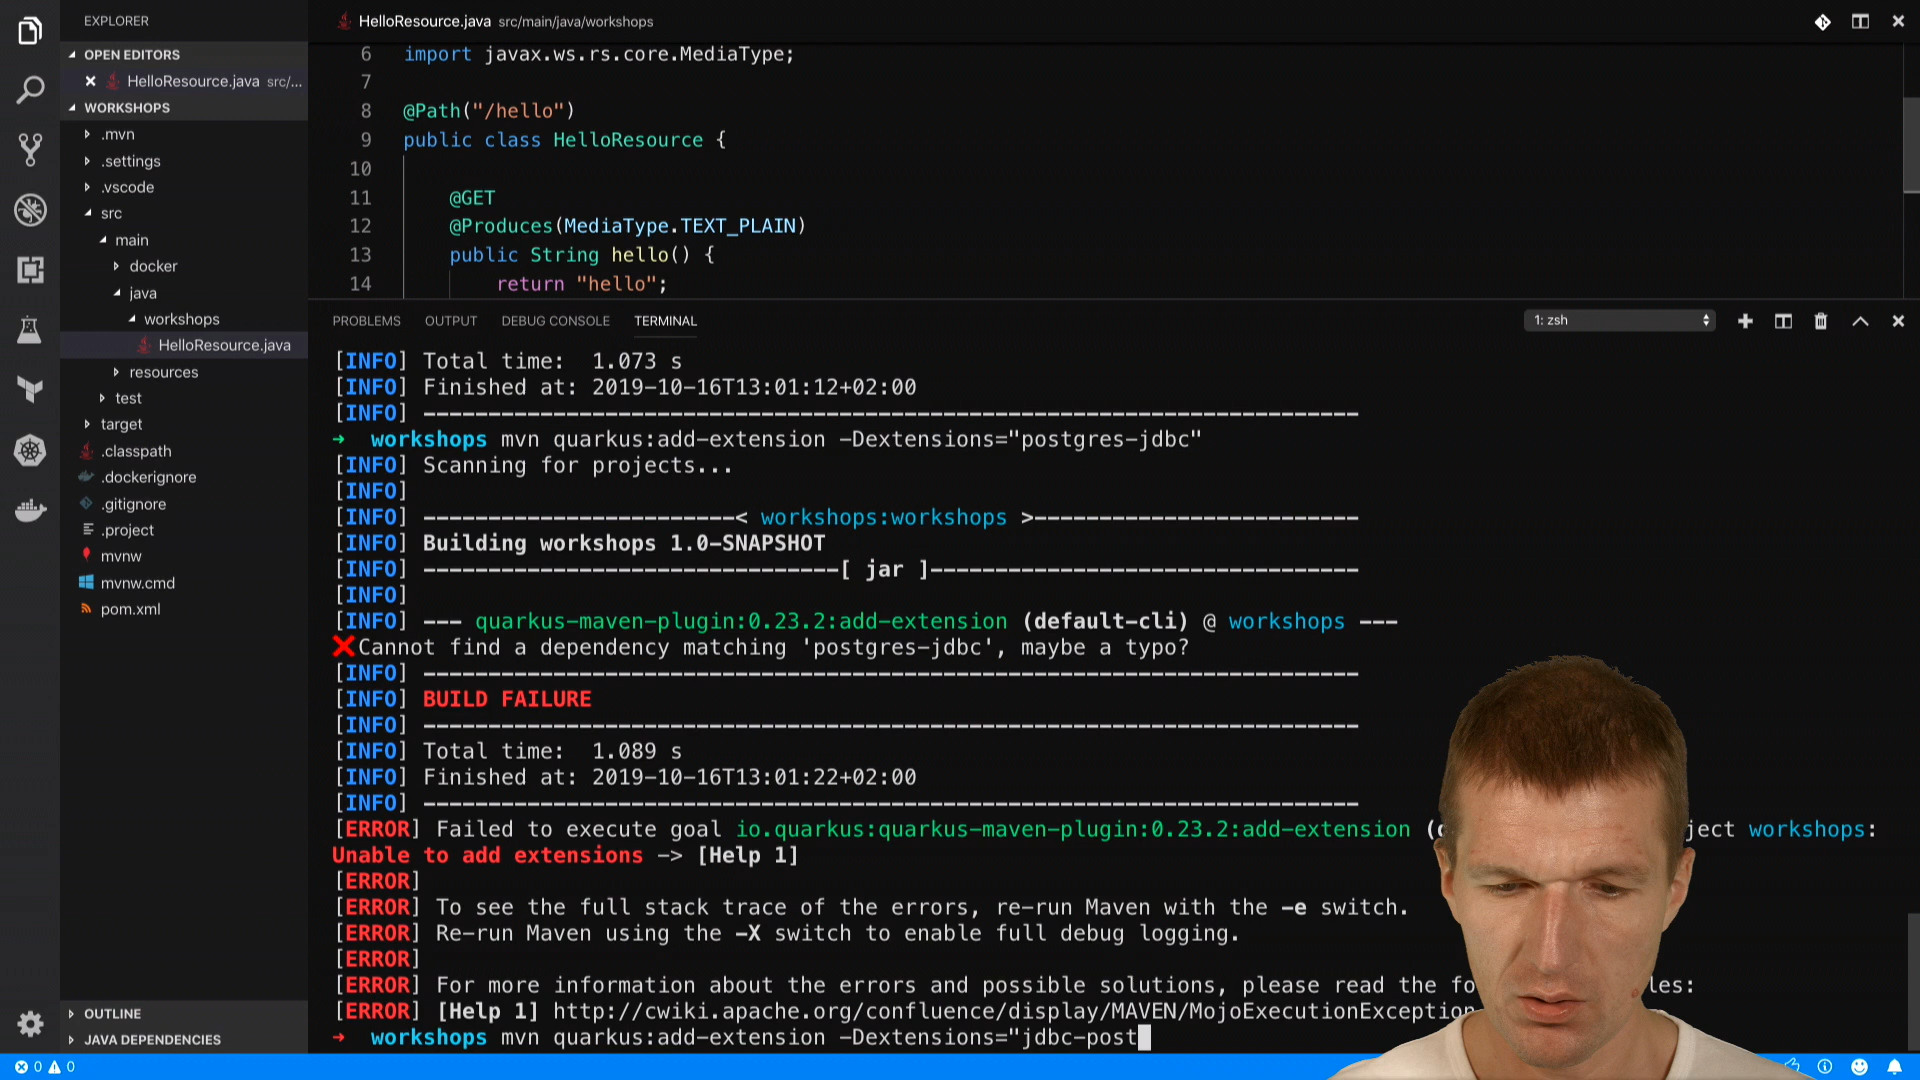 EXPLORER
OPEN EDITORS
HelloResource.java src/...
WORKSHOPS
.mvn
.settings
.vscode
src
main
docker
java
workshops
HelloResource.java
resources
test
target
.classpath
.dockerignore
.gitignore
.project
mvnw
mvnw.cmd
pom.xml
OUTLINE
JAVA DEPENDENCIES
0 0
HelloResource.java src/main/java/workshops
6 import javax.ws.rs.core.MediaType;
7
8 @Path("/hello")
9 public class HelloResource {
10
11 @GET
12 @Produces(MediaType.TEXT_PLAIN)
13 public String hello() {
14 return "hello";
PROBLEMS OUTPUT DEBUG CONSOLE TERMINAL 1: zsh
[INFO] Total time:  1.073 s
[INFO] Finished at: 2019-10-16T13:01:12+02:00
[INFO] ------------------------------------------------------------------------
➜  workshops mvn quarkus:add-extension -Dextensions="postgres-jdbc"
[INFO] Scanning for projects...
[INFO]
[INFO] ------------------------< workshops:workshops >-------------------------
[INFO] Building workshops 1.0-SNAPSHOT
[INFO] --------------------------------[ jar ]---------------------------------
[INFO]
[INFO] --- quarkus-maven-plugin:0.23.2:add-extension (default-cli) @ workshops ---
❌Cannot find a dependency matching 'postgres-jdbc', maybe a typo?
[INFO] ------------------------------------------------------------------------
[INFO] BUILD FAILURE
[INFO] ------------------------------------------------------------------------
[INFO] Total time:  1.089 s
[INFO] Finished at: 2019-10-16T13:01:22+02:00
[INFO] ------------------------------------------------------------------------
[ERROR] Failed to execute goal io.quarkus:quarkus-maven-plugin:0.23.2:add-extension ject workshops:
Unable to add extensions -> [Help 1]
[ERROR]
[ERROR] To see the full stack trace of the errors, re-run Maven with the -e switch.
[ERROR] Re-run Maven using the -X switch to enable full debug logging.
[ERROR]
[ERROR] For more information about the errors and possible solutions, please read the fo les:
[ERROR] [Help 1] http://cwiki.apache.org/confluence/display/MAVEN/MojoExecutionException
➜  workshops mvn quarkus:add-extension -Dextensions="jdbc-post